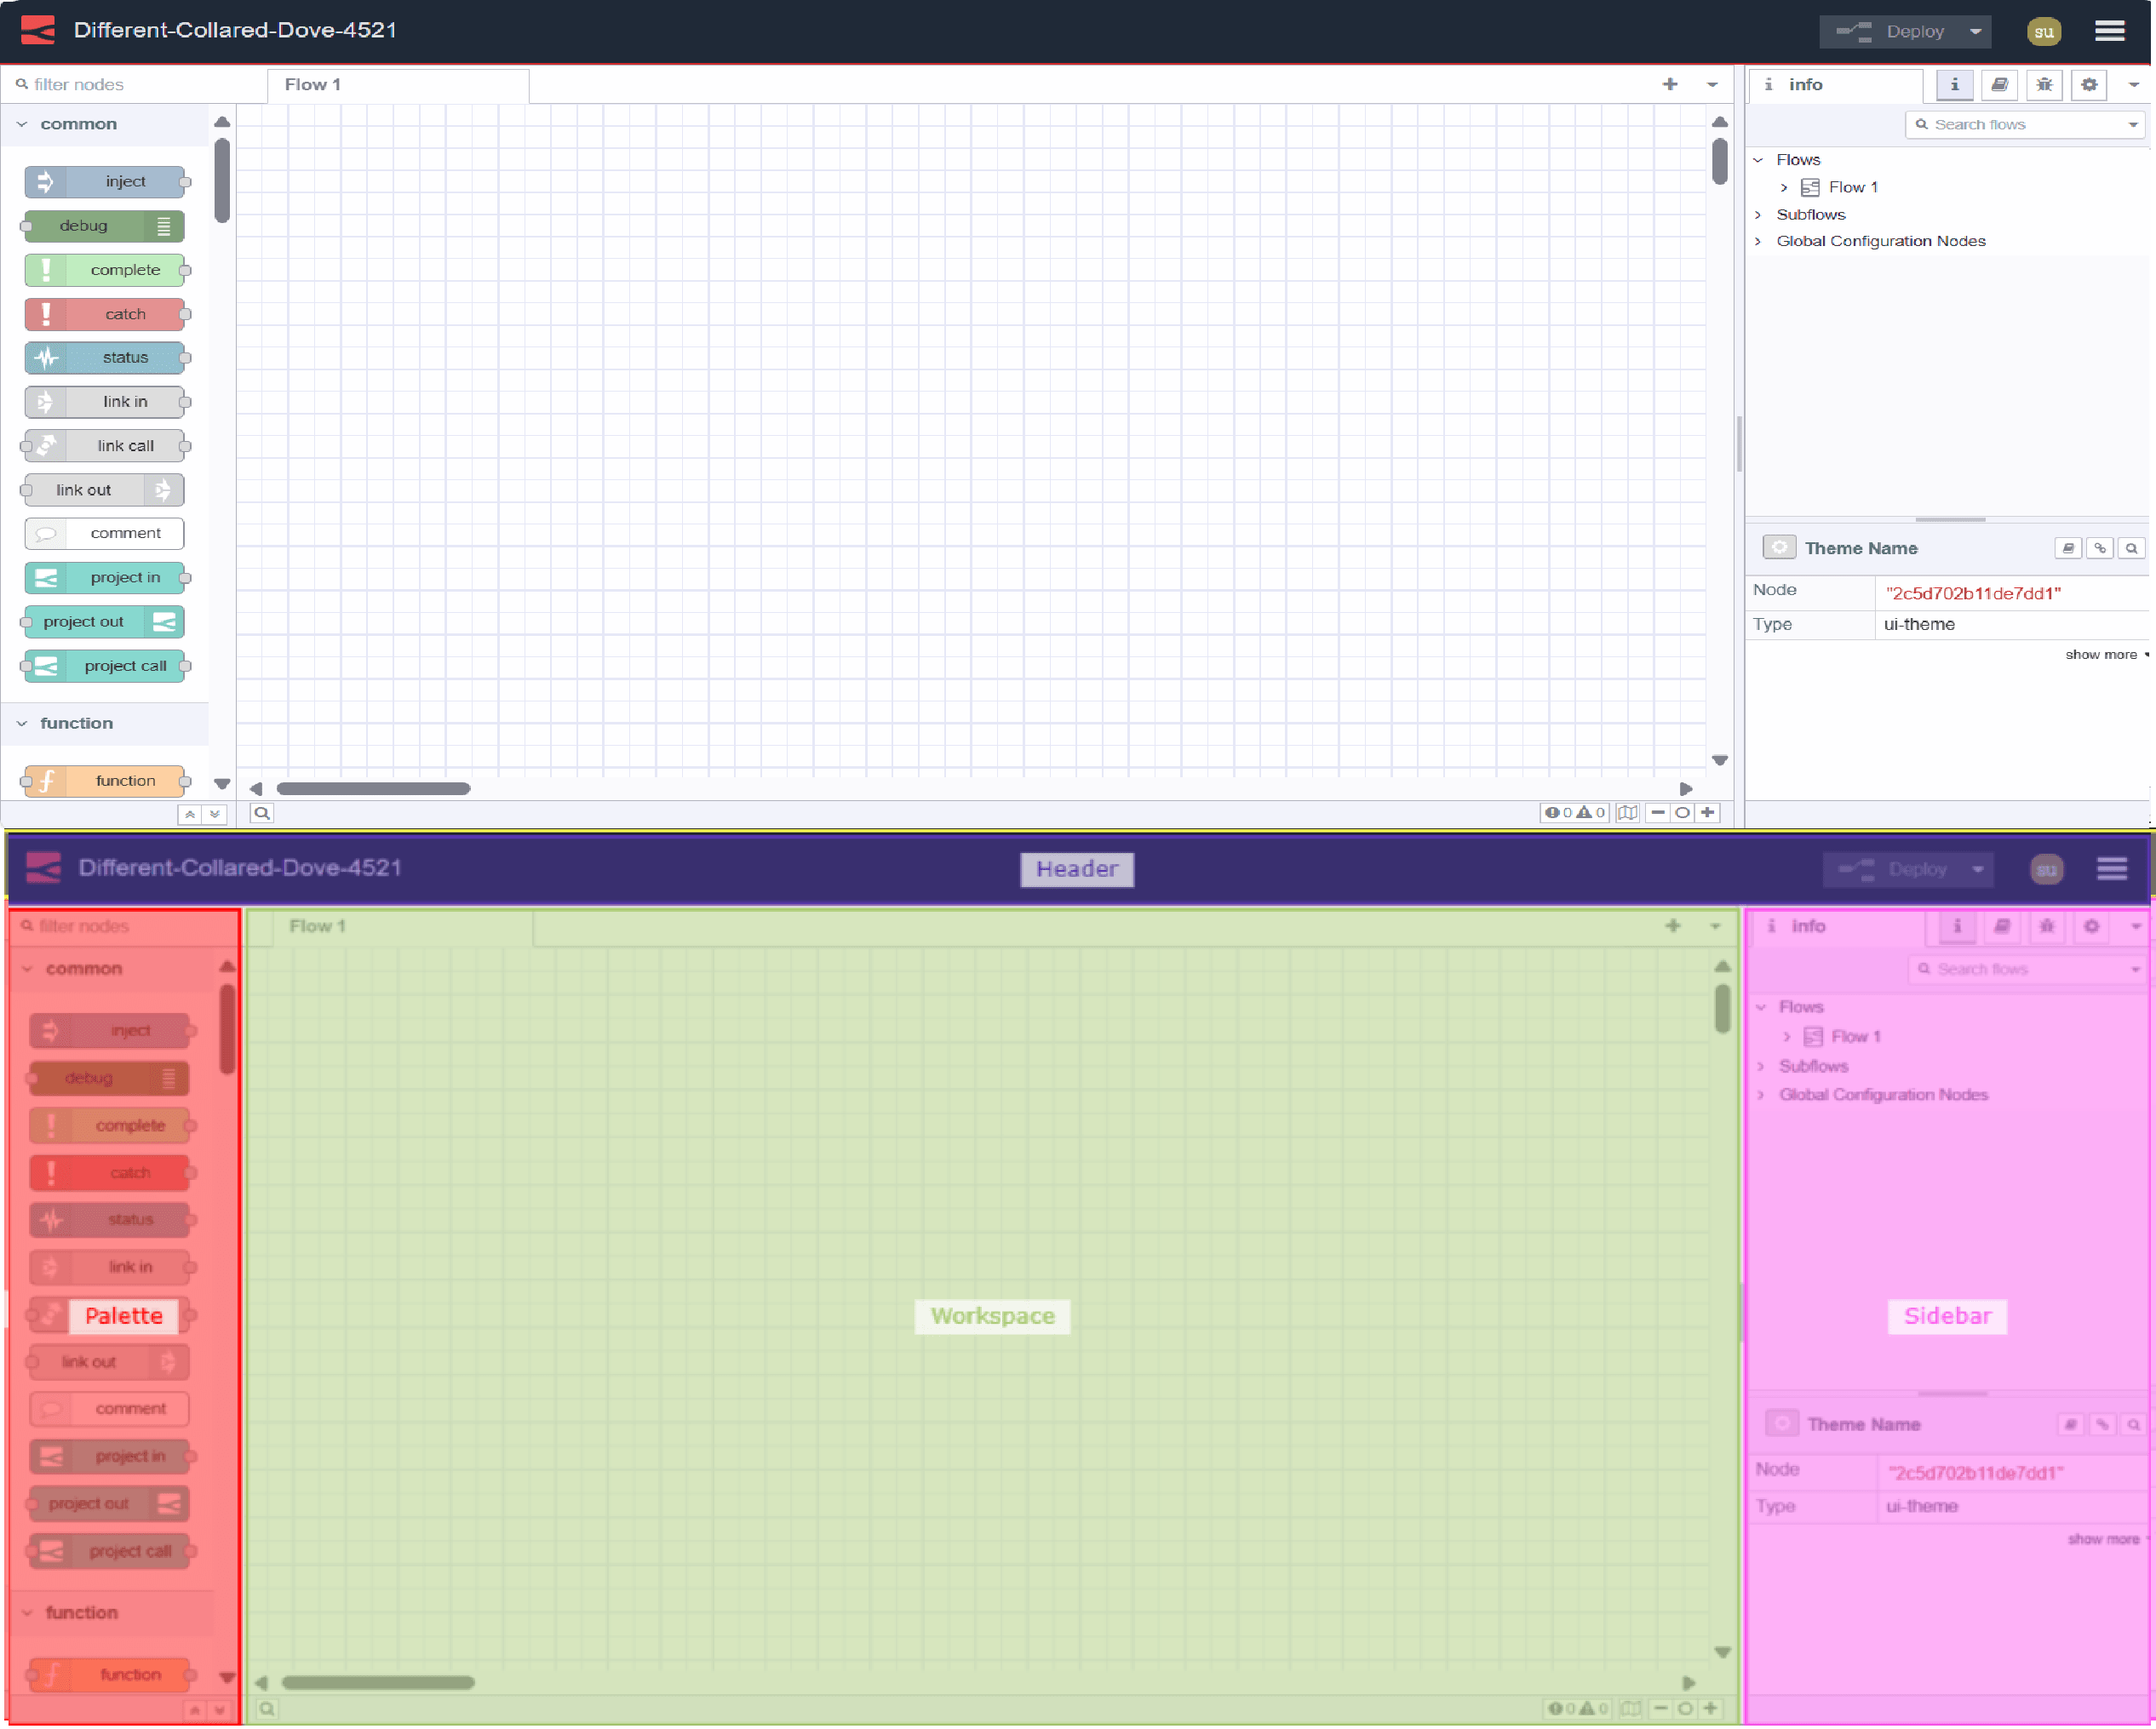 Different-Collared-Dove-4521
Deploy
su
filter nodes
Flow 1
info
common
Search flows
inject
debug
complete
catch
status
link in
link call
link out
comment
project in
project out
project call
function
function
Flows
Flow 1
Subflows
Global Configuration Nodes
Theme Name
Node "2c5d702b11de7dd1"
Type ui-theme
show more
0 0
Different-Collared-Dove-4521
Header
Deploy
su
filter nodes
Flow 1
info
common
Search flows
inject
debug
complete
catch
status
link in
Palette
link out
comment
project in
project out
project call
function
function
Workspace
Flows
Flow 1
Subflows
Global Configuration Nodes
Sidebar
Theme Name
Node "2c5d702b11de7dd1"
Type ui-theme
show more
0 0